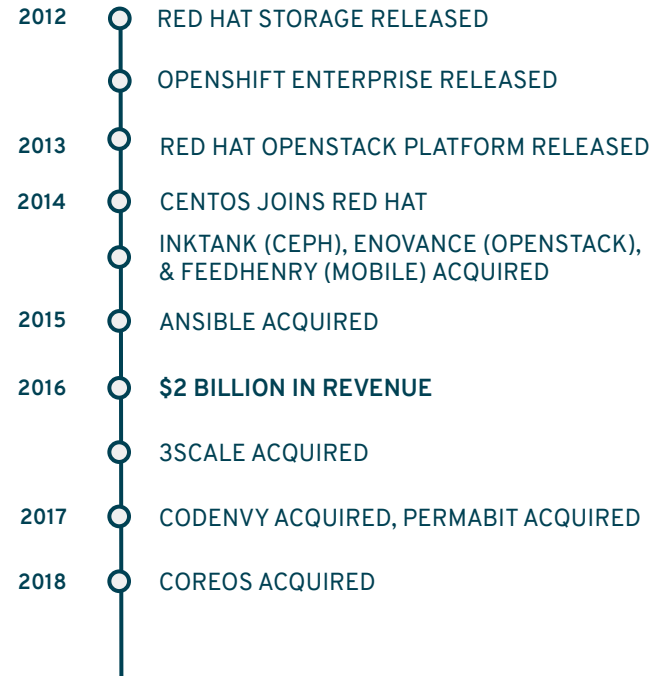 2012 RED HAT STORAGE RELEASED
OPENSHIFT ENTERPRISE RELEASED
2013 RED HAT OPENSTACK PLATFORM RELEASED
2014 CENTOS JOINS RED HAT
INKTANK (CEPH), ENOVANCE (OPENSTACK),
& FEEDHENRY (MOBILE) ACQUIRED
2015 ANSIBLE ACQUIRED
2016 $2 BILLION IN REVENUE
3SCALE ACQUIRED
2017 CODENVY ACQUIRED, PERMABIT ACQUIRED
2018 COREOS ACQUIRED